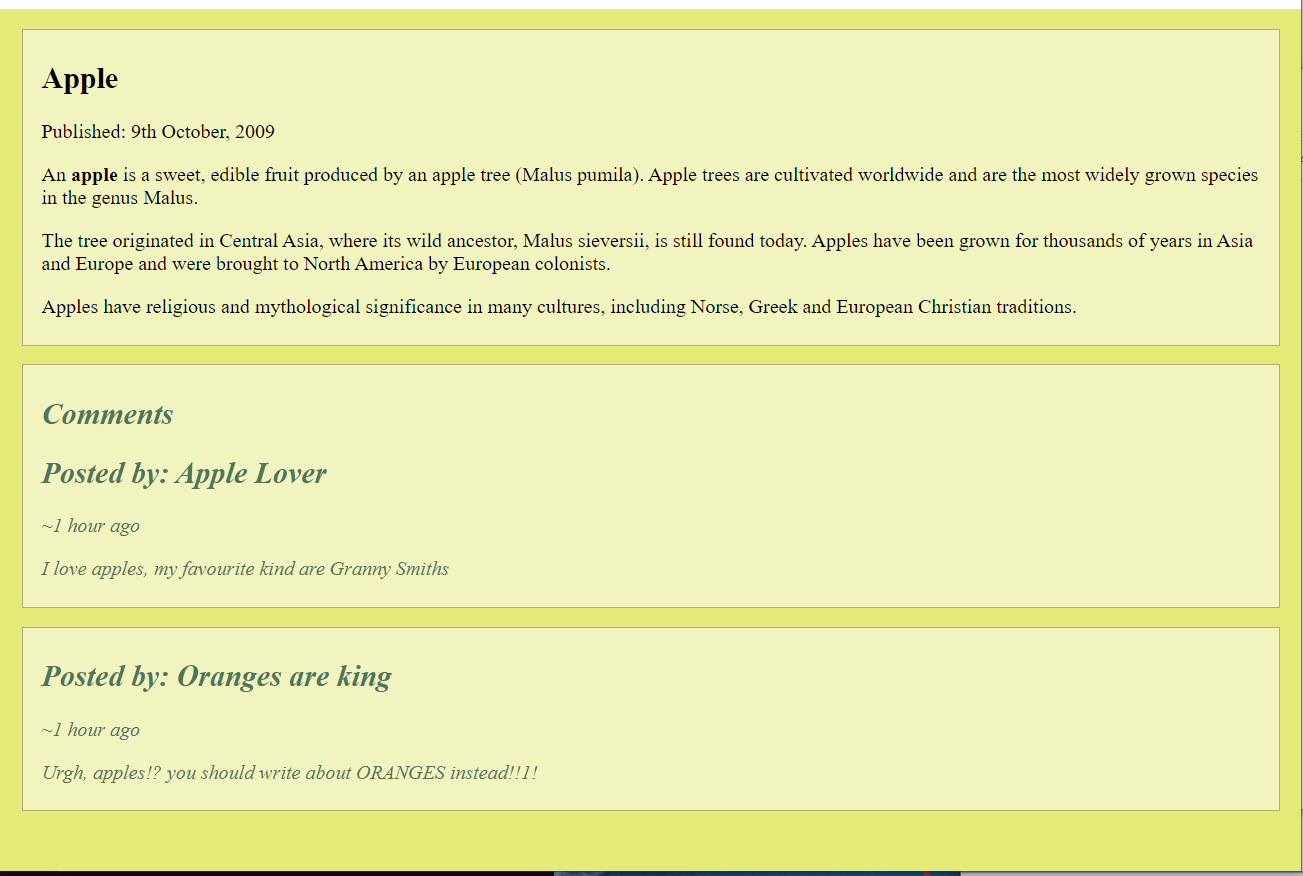 Apple
Published: 9th October, 2009
An apple is a sweet, edible fruit produced by an apple tree (Malus pumila). Apple trees are cultivated worldwide and are the most widely grown species
in the genus Malus.
The tree originated in Central Asia, where its wild ancestor, Malus sieversii, is still found today. Apples have been grown for thousands of years in Asia
and Europe and were brought to North America by European colonists.
Apples have religious and mythological significance in many cultures, including Norse, Greek and European Christian traditions.
Comments
Posted by: Apple Lover
~1 hour ago
I love apples, my favourite kind are Granny Smiths
Posted by: Oranges are king
~1 hour ago
Urgh, apples!? you should write about ORANGES instead!!1!